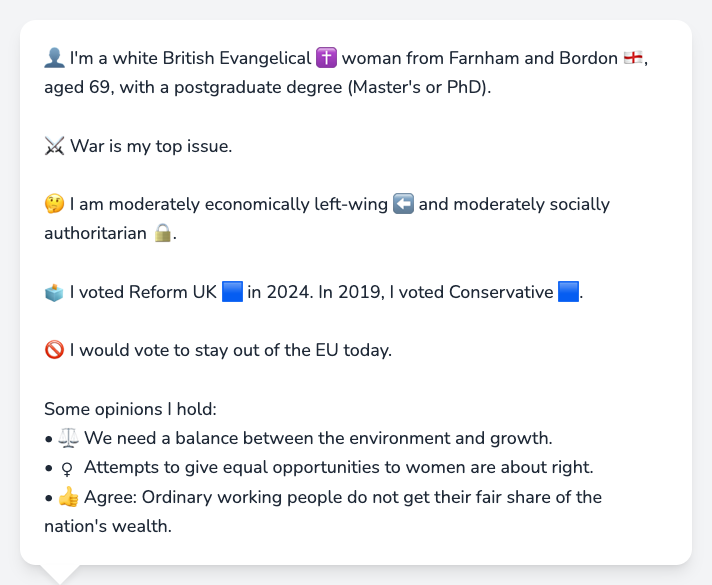 👤 I'm a white British Evangelical ✝️ woman from Farnham and Bordon 🏴󠁧󠁢󠁥󠁮󠁧󠁿,
aged 69, with a postgraduate degree (Master's or PhD).
⚔️ War is my top issue.
🤔 I am moderately economically left-wing ⬅️ and moderately socially
authoritarian 🔒.
🗳️ I voted Reform UK 🟦 in 2024. In 2019, I voted Conservative 🟦.
🚫 I would vote to stay out of the EU today.
Some opinions I hold:
• ⚖️ We need a balance between the environment and growth.
• ♀ Attempts to give equal opportunities to women are about right.
• 👍 Agree: Ordinary working people do not get their fair share of the
nation's wealth.